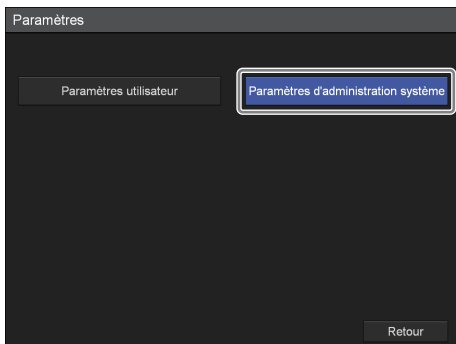 Paramètres
Paramètres utilisateur
Paramètres d'administration système
Retour